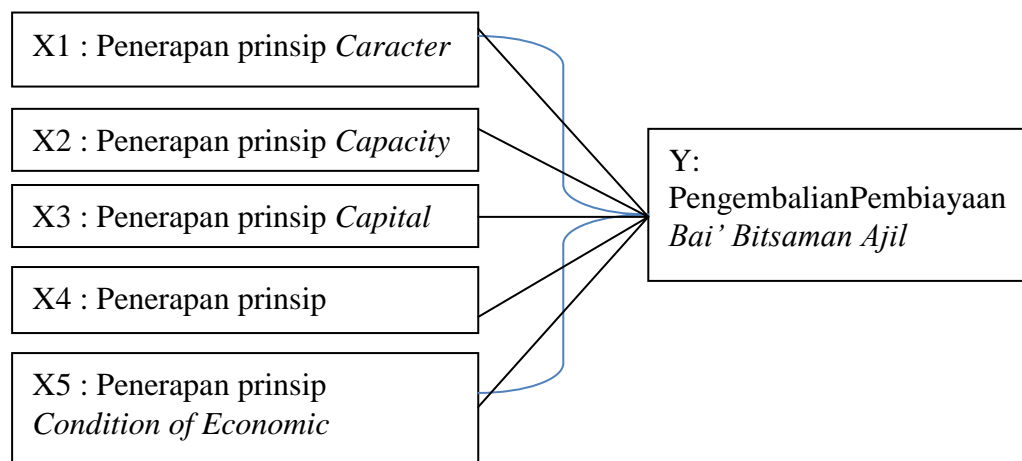 X1 : Penerapan prinsip Caracter
X2 : Penerapan prinsip Capacity
X3 : Penerapan prinsip Capital
X4 : Penerapan prinsip
X5 : Penerapan prinsip
Condition of Economic
Y:
PengembalianPembiayaan
Bai’ Bitsaman Ajil